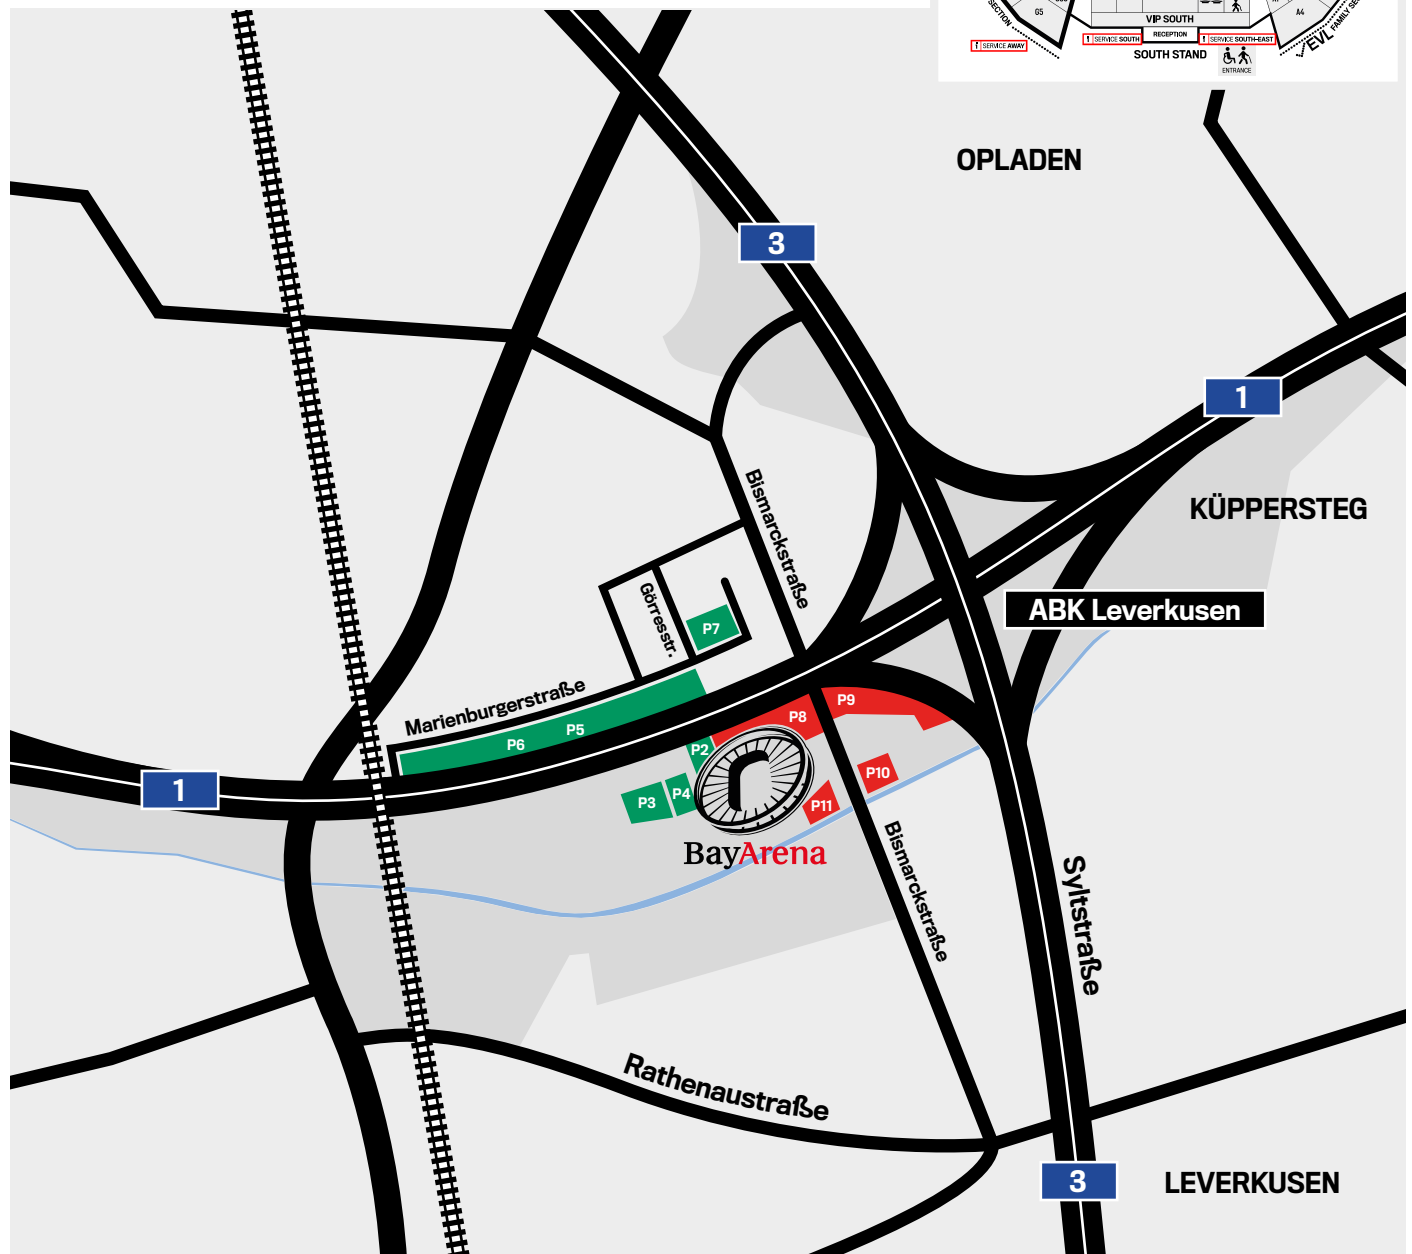 G5
A4
VIP SOUTH
SECTION
SERVICE AWAY
SERVICE SOUTH
RECEPTION
SERVICE SOUTH-EAST
EVL
SOUTH STAND
ENTRANCE
OPLADEN
3
1
Bismarckstraße
KÜPPERSTEG
Görresstr.
ABK Leverkusen
P7
Marienburgerstraße
P9
P8
P5
P6
P2
P10
1
P3
P4
P11
BayArena
Bismarckstraße
Syltstraße
Rathenaustraße
3
LEVERKUSEN